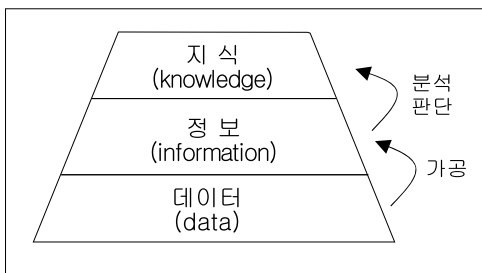 지 식
(knowledge)
분석
판단
정 보
(information)
가공
데이터
(data)